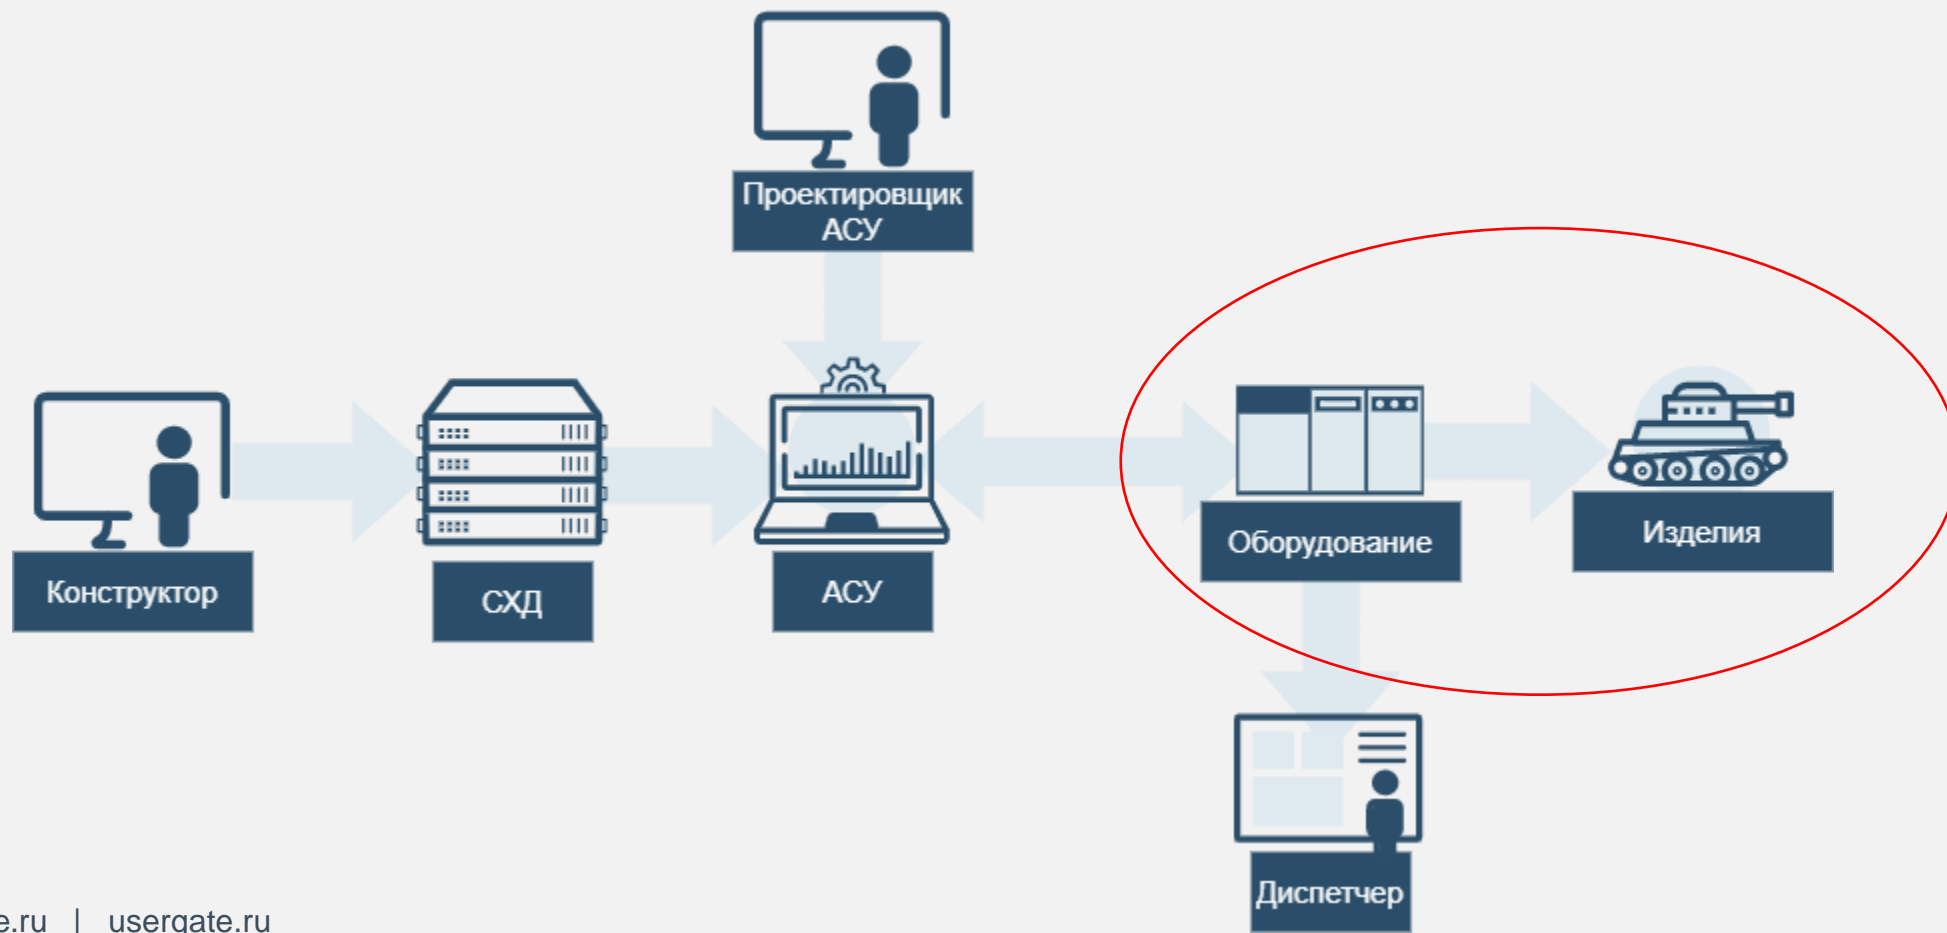 Проектировщик
АСУ
Конструктор
СХД
АСУ
Оборудование
Изделия
Диспетчер
e.ru | usergate.ru